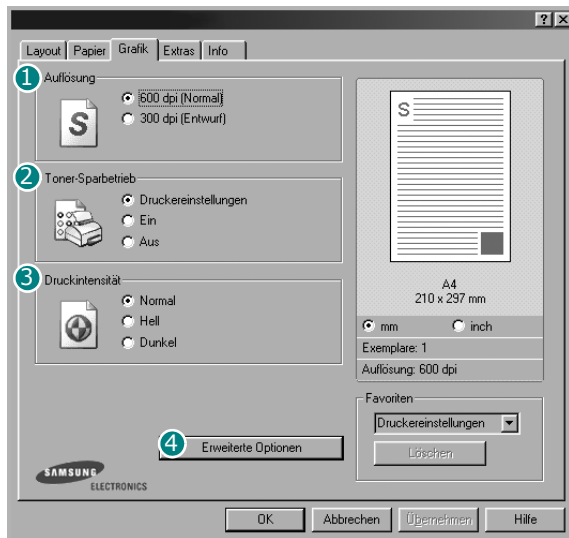 Layout Papier Grafik Extras Info
1 Auflösung
600 dpi (Normal)
300 dpi (Entwurf)
S
2 Toner-Sparbetrieb
Druckereinstellungen
Ein
Aus
3 Druckintensität
Normal
Hell
Dunkel
4 Erweiterte Optionen
SAMSUNG
ELECTRONICS
S
A4
210 x 297 mm
mm inch
Exemplare: 1
Auflösung: 600 dpi
Favoriten
Druckereinstellungen
Löschen
OK Abbrechen Übernehmen Hilfe